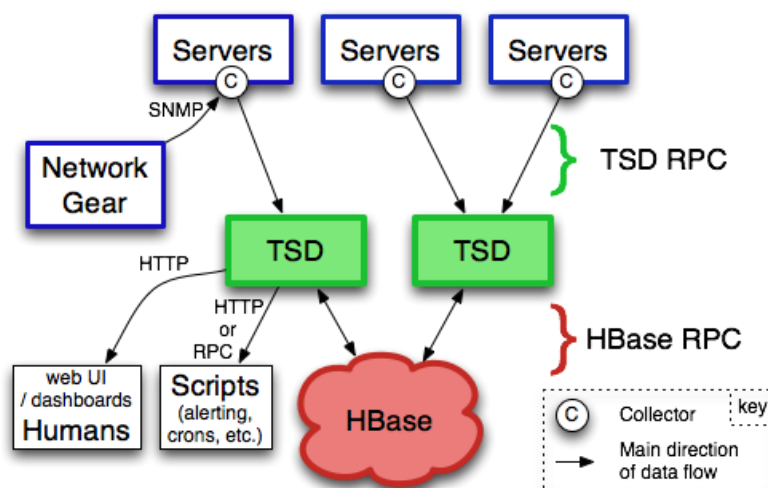 Servers
Servers
Servers
C
C
C
SNMP
Network
Gear
TSD RPC
TSD
TSD
HTTP
HTTP
or
RPC
HBase RPC
web UI
/ dashboards
Humans
Scripts
(alerting,
crons, etc.)
HBase
C
Collector
key
Main direction
of data flow